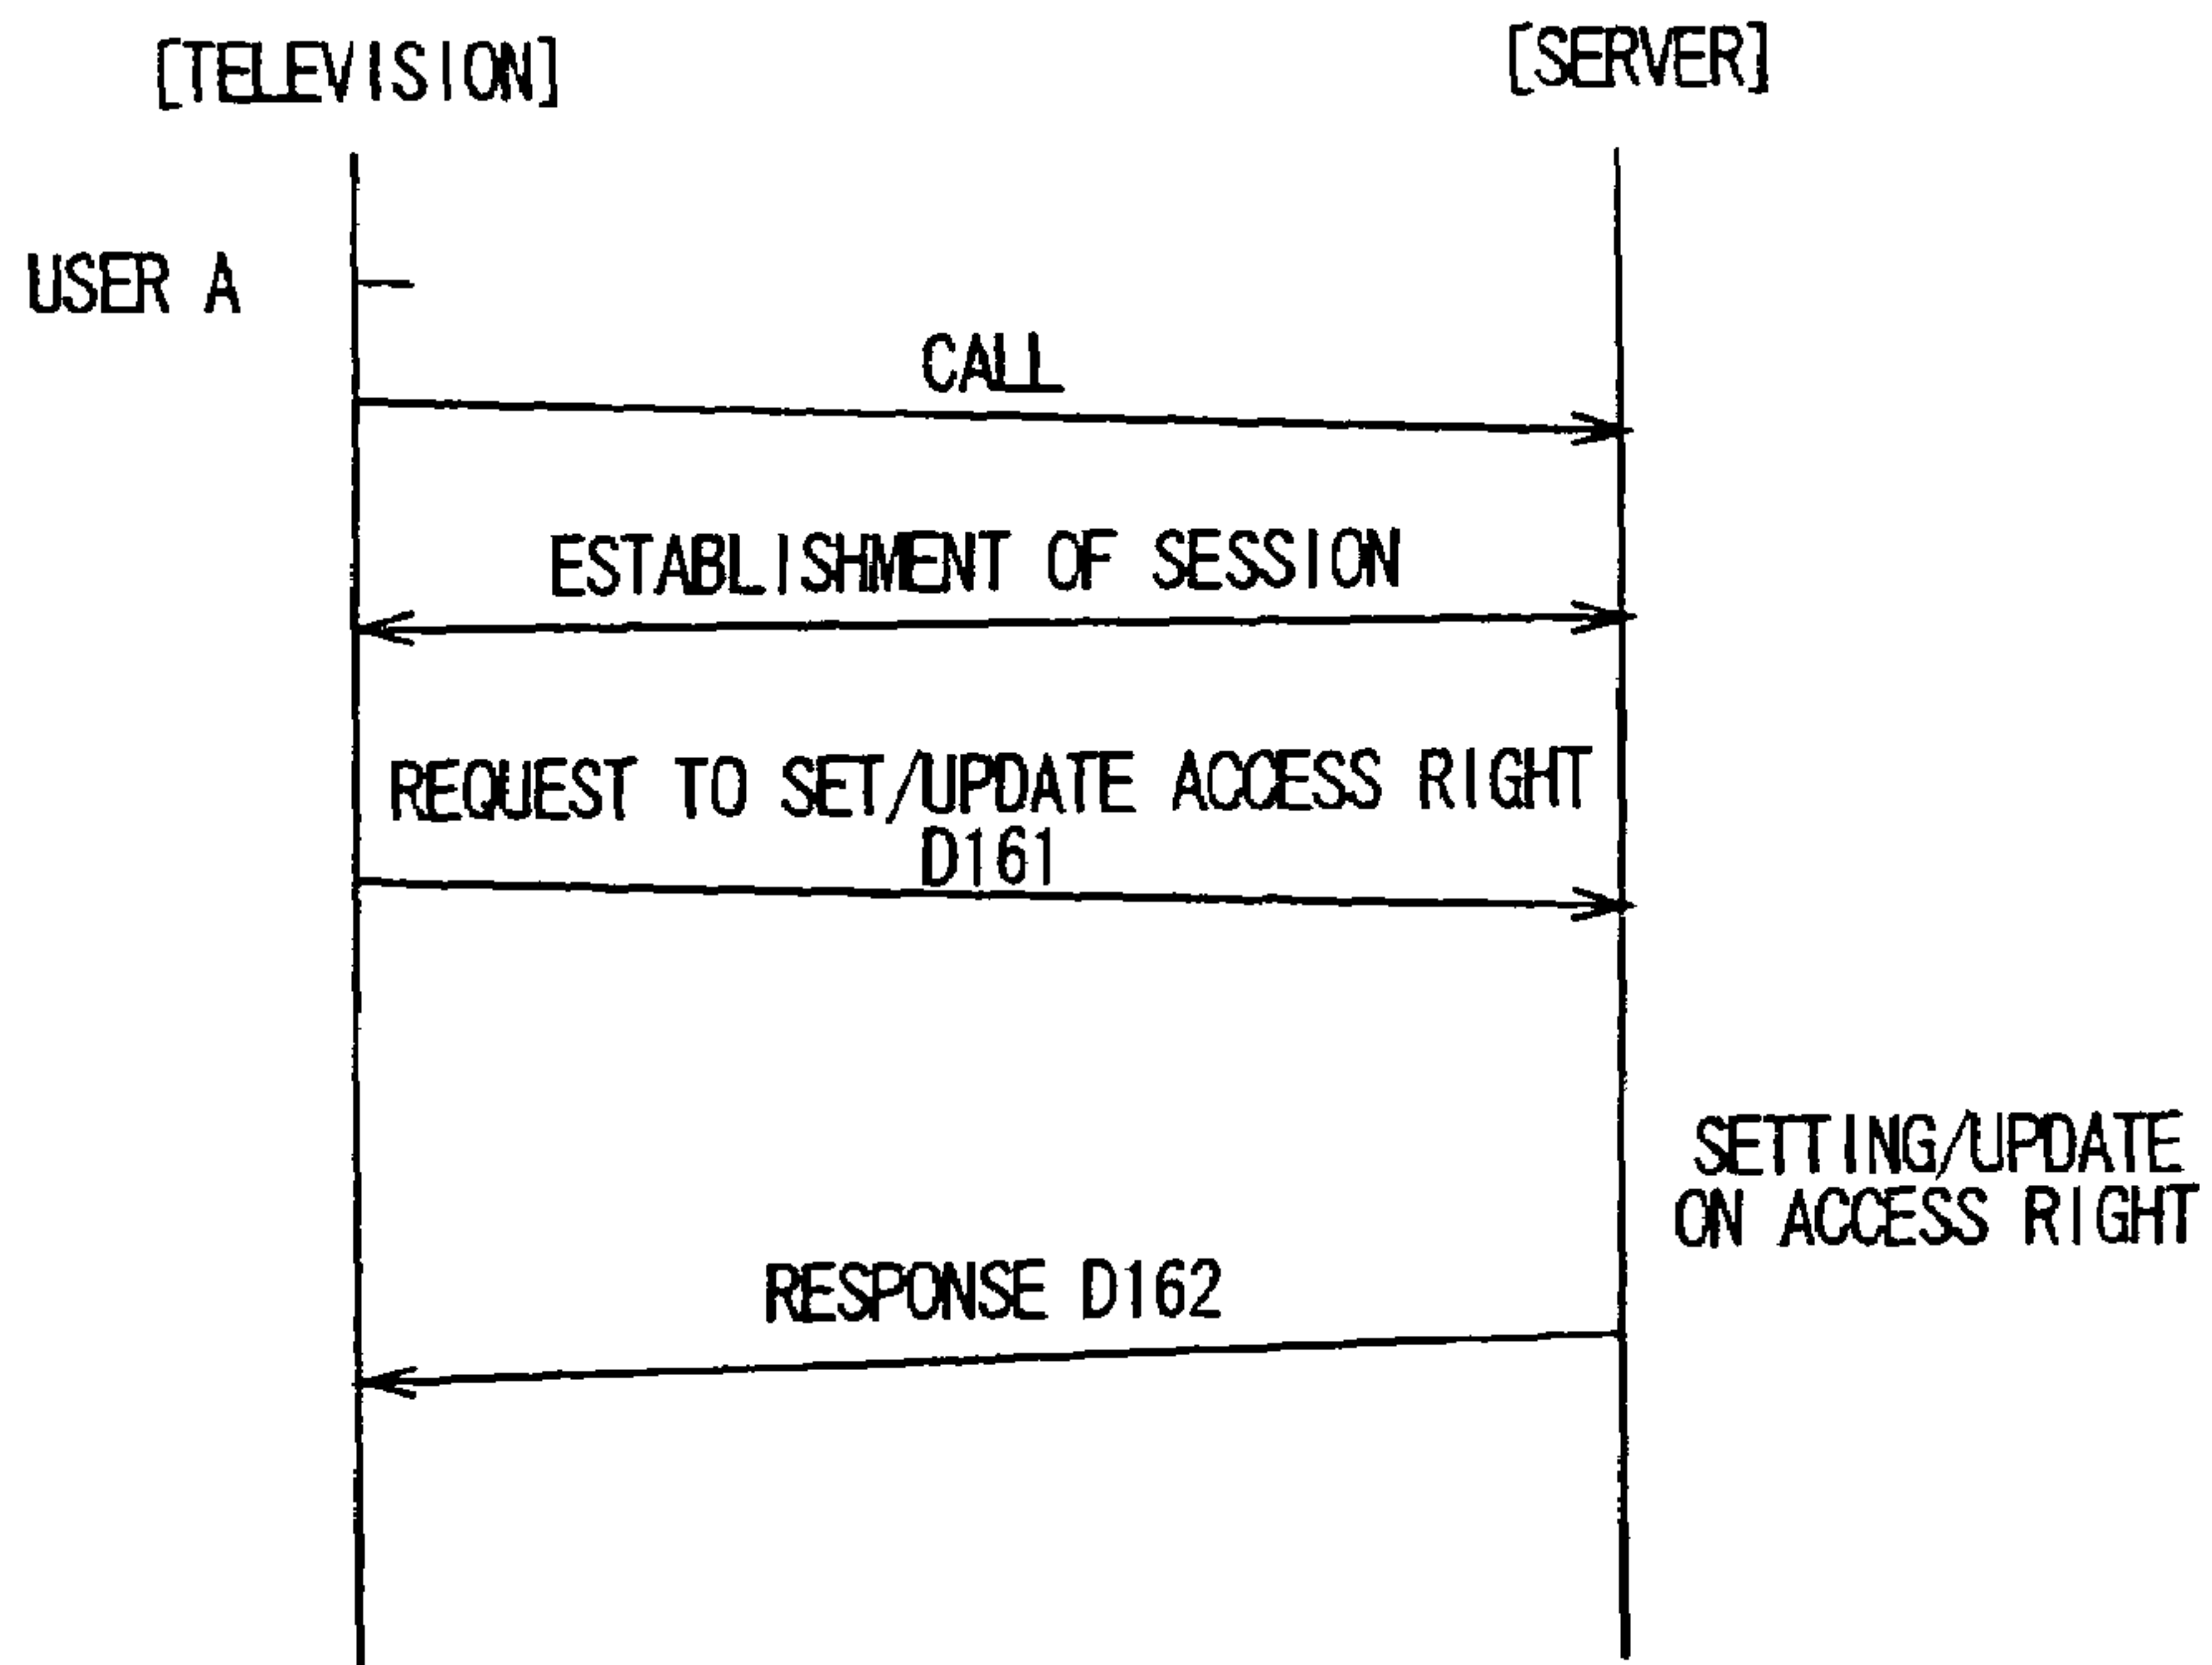 [TELEVISION]
[SERVER]
USER A
CALL
ESTABLISHMENT OF SESSION
REQUEST TO SET/UPDATE ACCESS RIGHT
D161
SETTING/UPDATE
ON ACCESS RIGHT
RESPONSE D162